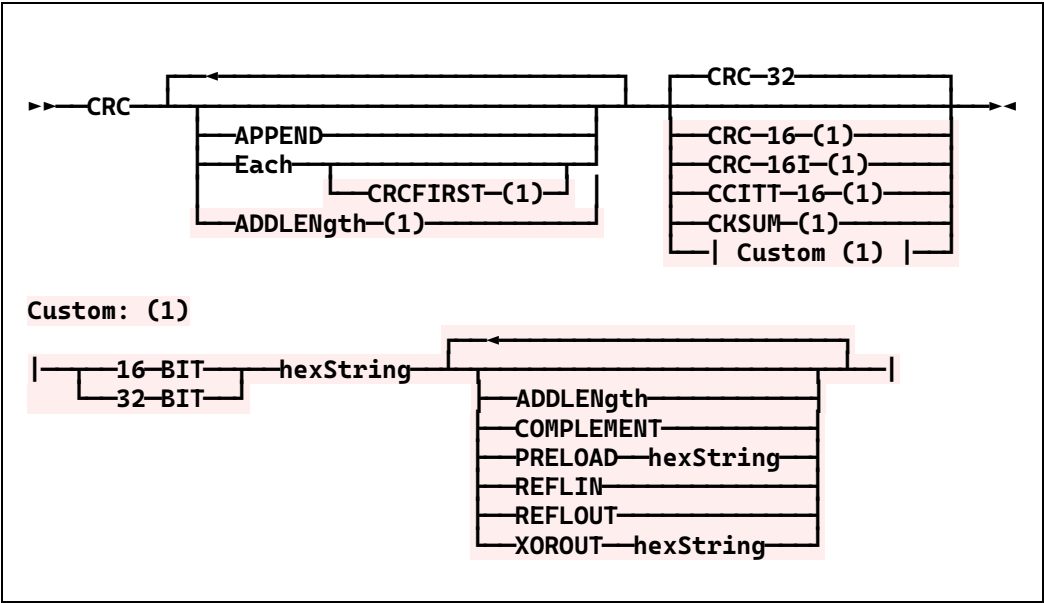 CRC—32
CRC
APPEND
CRC—16—(1)
Each
CRC—16I—(1)
CRCFIRST—(1)
CCITT—16—(1)
ADDLENgth—(1)
CKSUM—(1)
Custom (1)
Custom: (1)
16—BIT hexString
32—BIT
ADDLENgth
COMPLEMENT
PRELOAD—hexString
REFLIN
REFLOUT
XOROUT—hexString